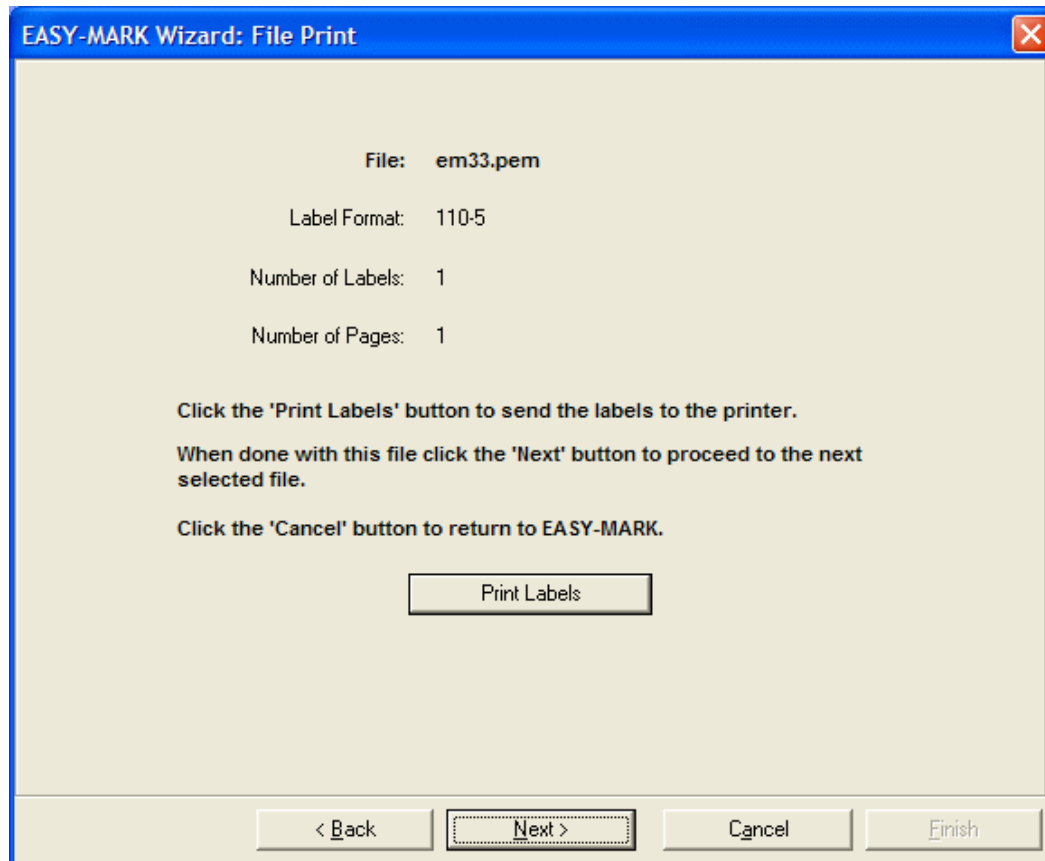 EASY-MARK Wizard: File Print
File: em33.pem
Label Format: 110-5
Number of Labels: 1
Number of Pages: 1
Click the 'Print Labels' button to send the labels to the printer.
When done with this file click the 'Next' button to proceed to the next
selected file.
Click the 'Cancel' button to return to EASY-MARK.
Print Labels
< Back Next > Cancel Finish